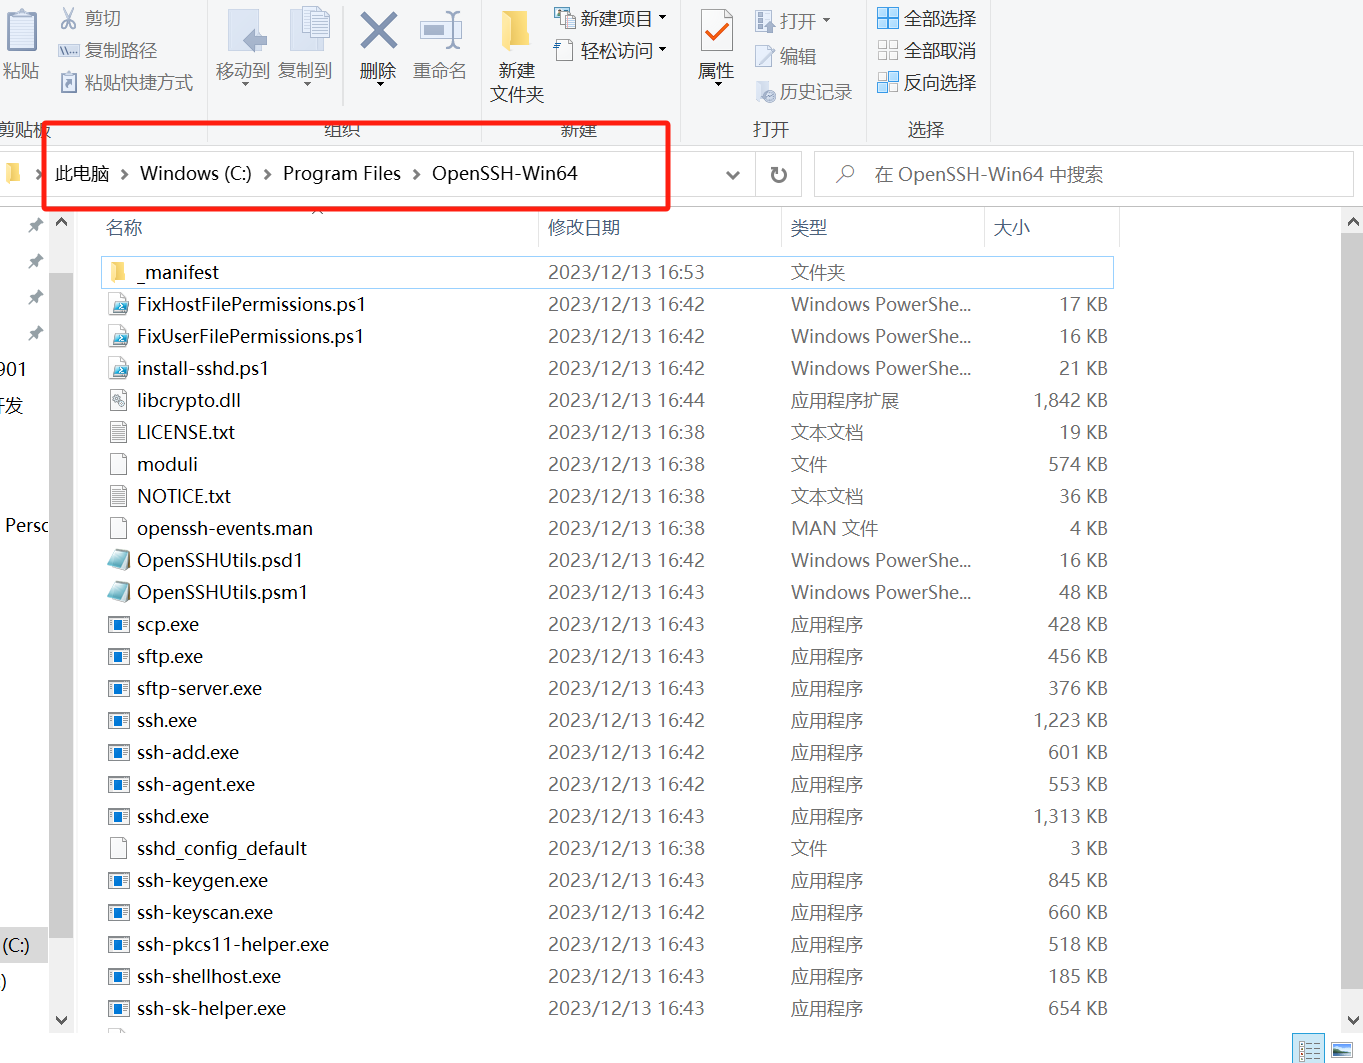 粘贴
剪切
复制路径
粘贴快捷方式
剪贴板
移动到
复制到
删除
重命名
组织
新建
文件夹
新建项目
轻松访问
新建
属性
打开
编辑
历史记录
打开
全部选择
全部取消
反向选择
选择
此电脑 > Windows (C:) > Program Files > OpenSSH-Win64
在 OpenSSH-Win64 中搜索
名称 修改日期 类型 大小
_manifest 2023/12/13 16:53 文件夹
FixHostFilePermissions.ps1 2023/12/13 16:42 Windows PowerShe... 17 KB
FixUserFilePermissions.ps1 2023/12/13 16:42 Windows PowerShe... 16 KB
install-sshd.ps1 2023/12/13 16:42 Windows PowerShe... 21 KB
libcrypto.dll 2023/12/13 16:44 应用程序扩展 1,842 KB
LICENSE.txt 2023/12/13 16:38 文本文档 19 KB
moduli 2023/12/13 16:38 文件 574 KB
NOTICE.txt 2023/12/13 16:38 文本文档 36 KB
openssh-events.man 2023/12/13 16:38 MAN 文件 4 KB
OpenSSHUtils.psd1 2023/12/13 16:42 Windows PowerShe... 16 KB
OpenSSHUtils.psm1 2023/12/13 16:43 Windows PowerShe... 48 KB
scp.exe 2023/12/13 16:43 应用程序 428 KB
sftp.exe 2023/12/13 16:43 应用程序 456 KB
sftp-server.exe 2023/12/13 16:43 应用程序 376 KB
ssh.exe 2023/12/13 16:42 应用程序 1,223 KB
ssh-add.exe 2023/12/13 16:42 应用程序 601 KB
ssh-agent.exe 2023/12/13 16:42 应用程序 553 KB
sshd.exe 2023/12/13 16:43 应用程序 1,313 KB
sshd_config_default 2023/12/13 16:38 文件 3 KB
ssh-keygen.exe 2023/12/13 16:43 应用程序 845 KB
ssh-keyscan.exe 2023/12/13 16:42 应用程序 660 KB
ssh-pkcs11-helper.exe 2023/12/13 16:43 应用程序 518 KB
ssh-shellhost.exe 2023/12/13 16:43 应用程序 185 KB
ssh-sk-helper.exe 2023/12/13 16:43 应用程序 654 KB
901
开发
Perso
(C:)
)